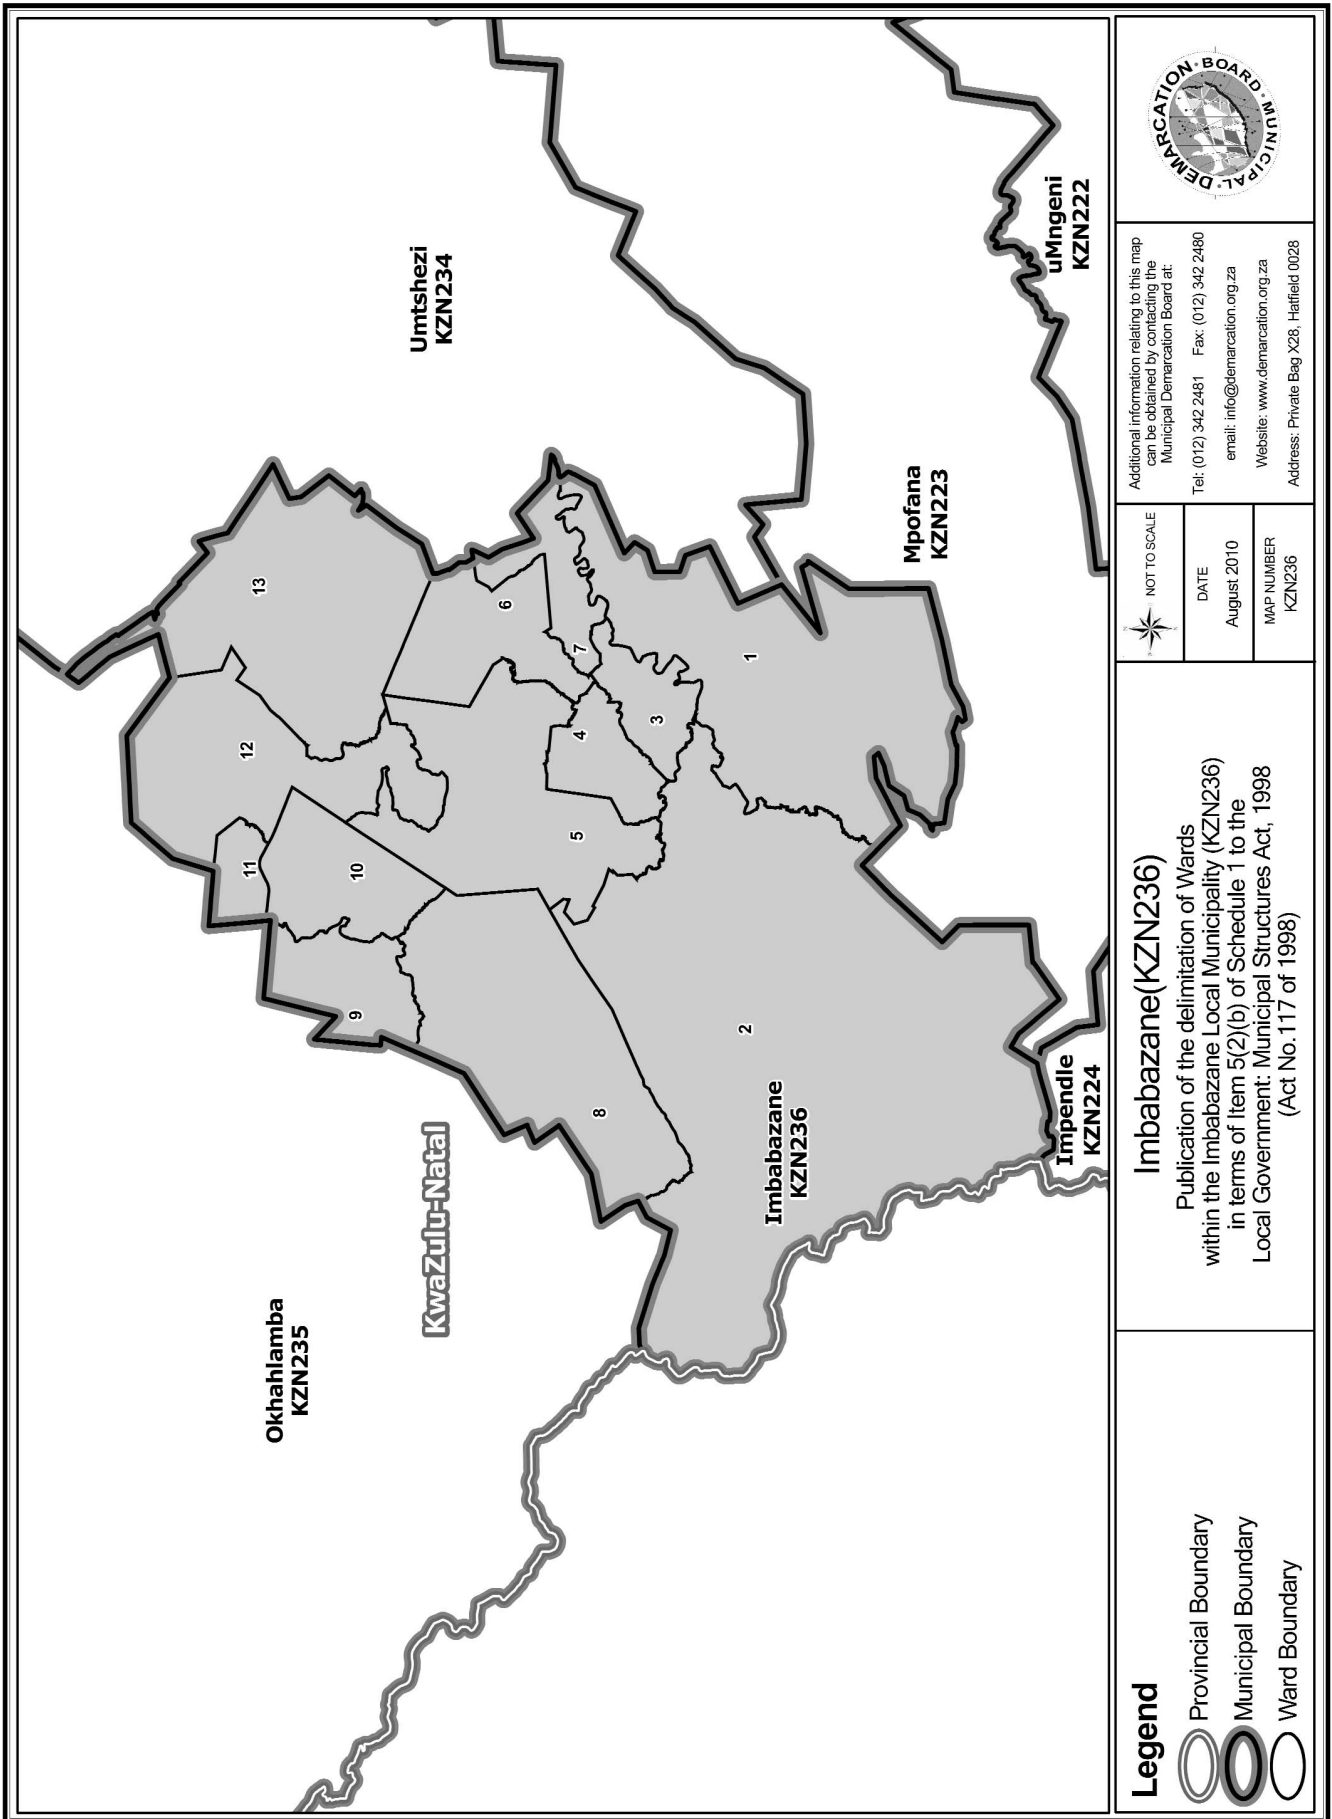 Okhahlamba
KZN235
KwaZulu-Natal
Umtshezi
KZN234
13
12
11
10
9
6
7
5
4
3
8
2
1
Imbabazane
KZN236
Mpofana
KZN223
uMngeni
KZN222
Impendle
KZN224
Legend
Provincial Boundary
Municipal Boundary
Ward Boundary
Imbabazane(KZN236)
Publication of the delimitation of Wards
within the Imbabazane Local Municipality (KZN236)
in terms of Item 5(2)(b) of Schedule 1 to the
Local Government: Municipal Structures Act, 1998
(Act No.117 of 1998)
NOT TO SCALE
DATE
August 2010
MAP NUMBER
KZN236
Additional information relating to this map
can be obtained by contacting the
Municipal Demarcation Board at:
Tel: (012) 342 2481 Fax: (012) 342 2480
email: info@demarcation.org.za
Website: www.demarcation.org.za
Address: Private Bag X28, Hatfield 0028
MUNICIPAL • DEMARCATION • BOARD •